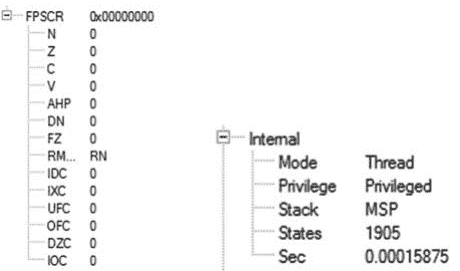 FPSCR 0x00000000
N 0
Z 0
C 0
V 0
AHP 0
DN 0
FZ 0
RM... RN
IDC 0
IXC 0
UFC 0
OFC 0
DZC 0
IOC 0
Internal
Mode Thread
Privilege Privileged
Stack MSP
States 1905
Sec 0.00015875